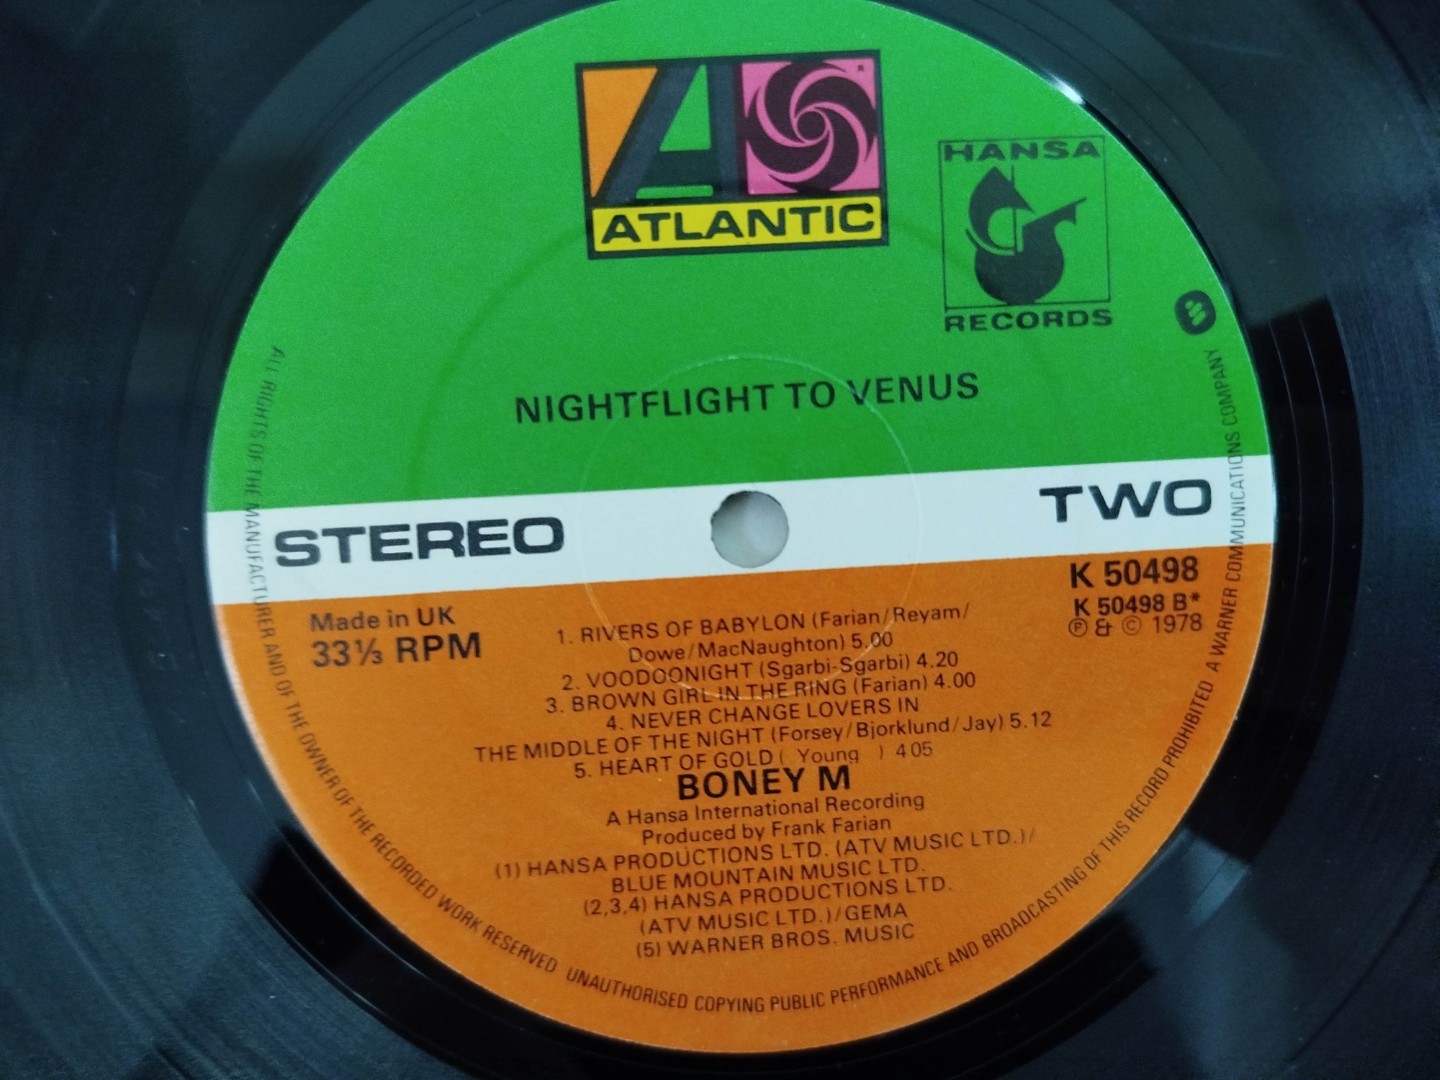 ATLANTIC
HANSA
RECORDS
NIGHTFLIGHT TO VENUS
STEREO
TWO
Made in UK
33⅓ RPM
K 50498
K 50498 B*
Ⓟ & © 1978
1. RIVERS OF BABYLON (Farian/Reyam/
Dowe/MacNaughton) 5.00
2. VOODOONIGHT (Sgarbi-Sgarbi) 4.20
3. BROWN GIRL IN THE RING (Farian) 4.00
4. NEVER CHANGE LOVERS IN
THE MIDDLE OF THE NIGHT (Forsey/Bjorklund/Jay) 5.12
5. HEART OF GOLD ( Young ) 4 05
BONEY M
A Hansa International Recording
Produced by Frank Farian
(1) HANSA PRODUCTIONS LTD. (ATV MUSIC LTD.)/
BLUE MOUNTAIN MUSIC LTD.
(2,3,4) HANSA PRODUCTIONS LTD.
(ATV MUSIC LTD.)/GEMA
(5) WARNER BROS. MUSIC
ALL RIGHTS OF THE MANUFACTURER AND OF THE OWNER OF THE RECORDED WORK RESERVED UNAUTHORISED COPYING PUBLIC PERFORMANCE AND BROADCASTING OF THIS RECORD PROHIBITED A WARNER COMMUNICATIONS COMPANY